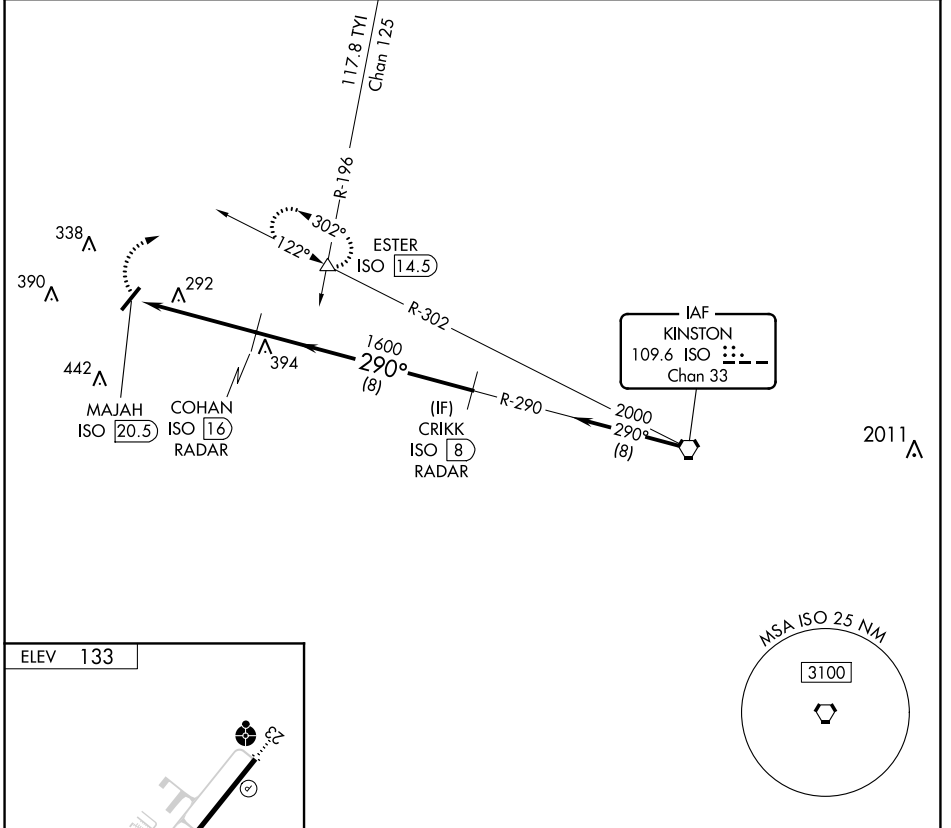 117.8 TYI
Chan 125
R-196
302°
122°
ESTER
ISO 14.5
338
390
292
R-302
IAF
KINSTON
109.6 ISO
Chan 33
442
394
1600
290°
(8)
MAJAH
ISO 20.5
COHAN
ISO 16
RADAR
(IF)
CRIKK
ISO 8
RADAR
R-290
2000
290°
(8)
2011
ELEV 133
23
P
MSA ISO 25 NM
3100